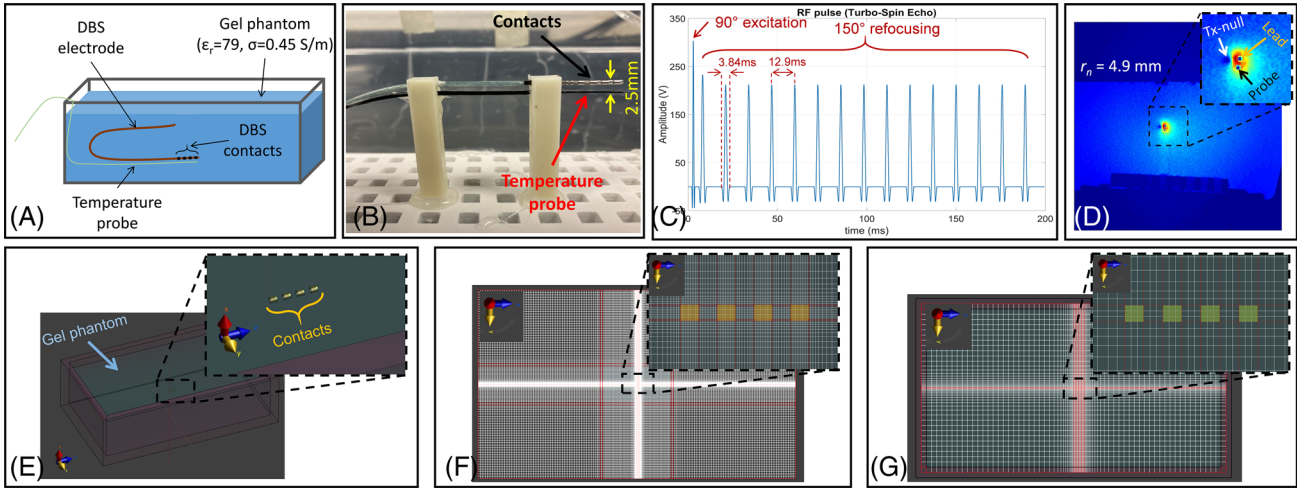 DBS
electrode
Gel phantom
(εr=79, σ=0.45 S/m)
DBS
contacts
Temperature
probe
(A)
Contacts
2.5mm
Temperature
probe
(B)
RF pulse (Turbo-Spin Echo)
90° excitation
150° refocusing
3.84ms
12.9ms
Amplitude (V)
350
250
150
50
-50
0
50
100
150
200
time (ms)
(C)
rn = 4.9 mm
Tx-null
Lead
Probe
(D)
Gel phantom
Contacts
(E)
(F)
(G)